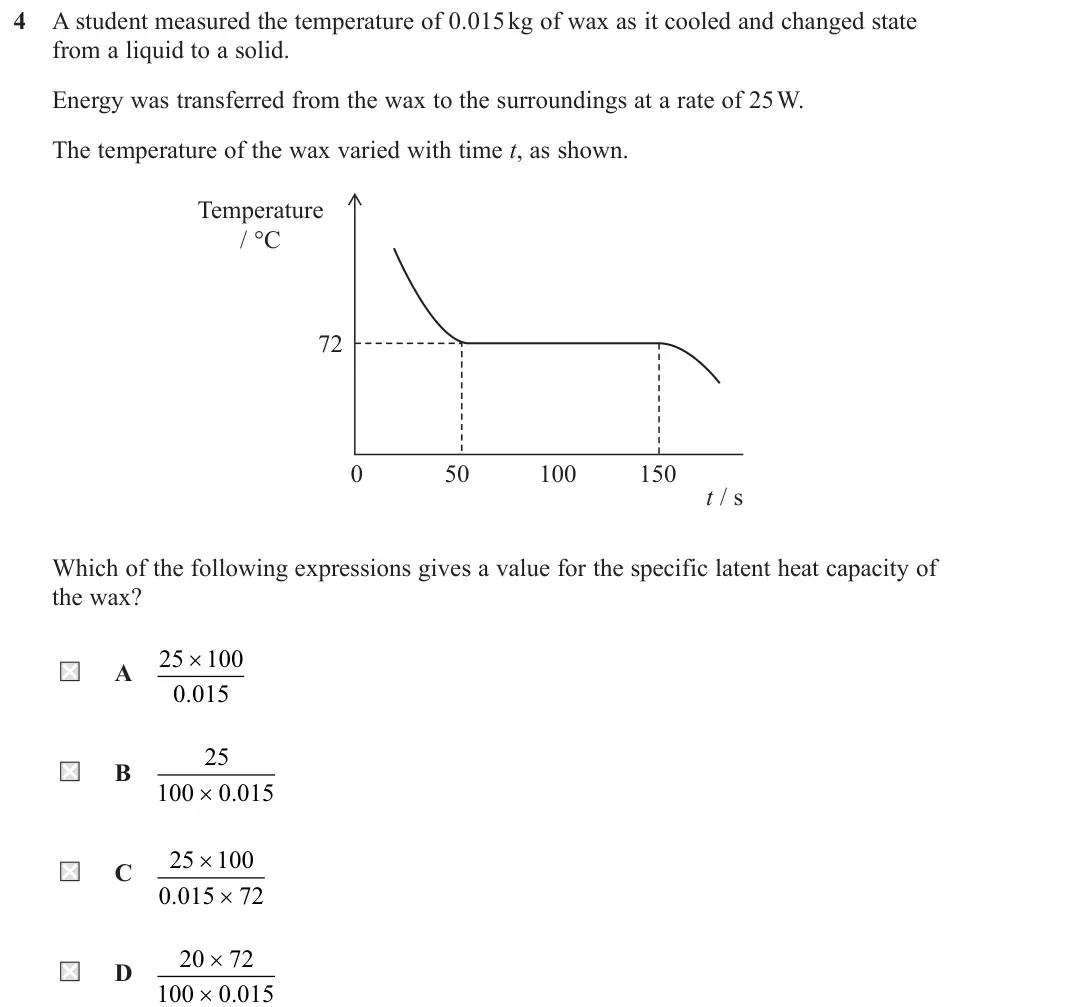 4 A student measured the temperature of 0.015 kg of wax as it cooled and changed state
from a liquid to a solid.
Energy was transferred from the wax to the surroundings at a rate of 25 W.
The temperature of the wax varied with time t, as shown.
Temperature
/ °C
72
0 50 100 150
t / s
Which of the following expressions gives a value for the specific latent heat capacity of
the wax?
A 25 × 100
0.015
B 25
100 × 0.015
C 25 × 100
0.015 × 72
D 20 × 72
100 × 0.015